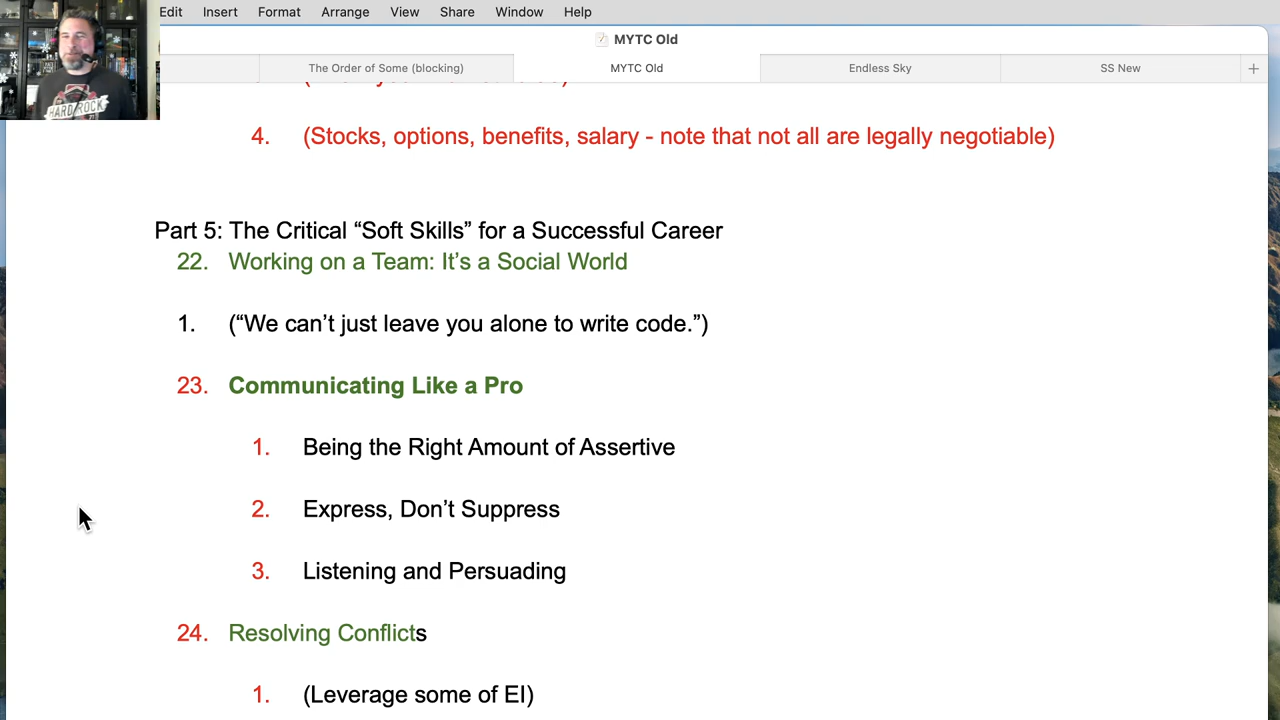 Edit Insert Format Arrange View Share Window Help
MYTC Old
The Order of Some (blocking) MYTC Old Endless Sky SS New +
4. (Stocks, options, benefits, salary - note that not all are legally negotiable)
Part 5: The Critical “Soft Skills” for a Successful Career
22. Working on a Team: It’s a Social World
1. (“We can’t just leave you alone to write code.”)
23. Communicating Like a Pro
1. Being the Right Amount of Assertive
2. Express, Don’t Suppress
3. Listening and Persuading
24. Resolving Conflicts
1. (Leverage some of EI)
HARD ROCK